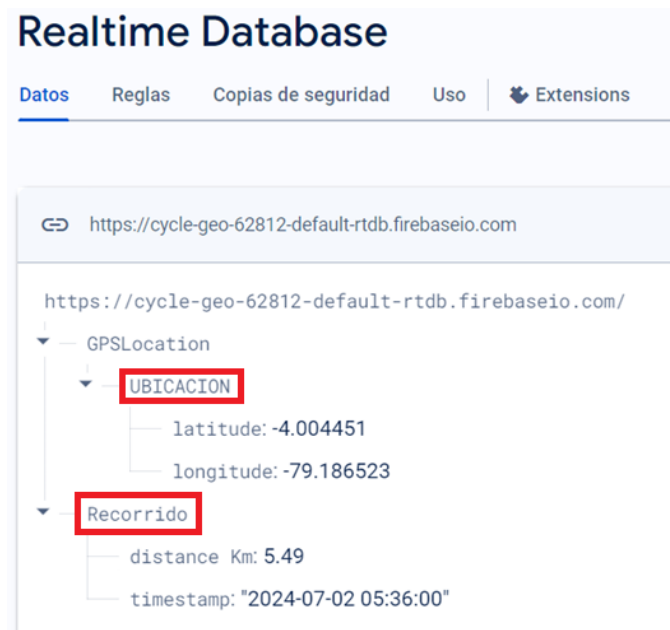 Realtime Database
Datos Reglas Copias de seguridad Uso Extensions
https://cycle-geo-62812-default-rtdb.firebaseio.com
https://cycle-geo-62812-default-rtdb.firebaseio.com/
GPSLocation
UBICACION
latitude: -4.004451
longitude: -79.186523
Recorrido
distance Km: 5.49
timestamp: "2024-07-02 05:36:00"